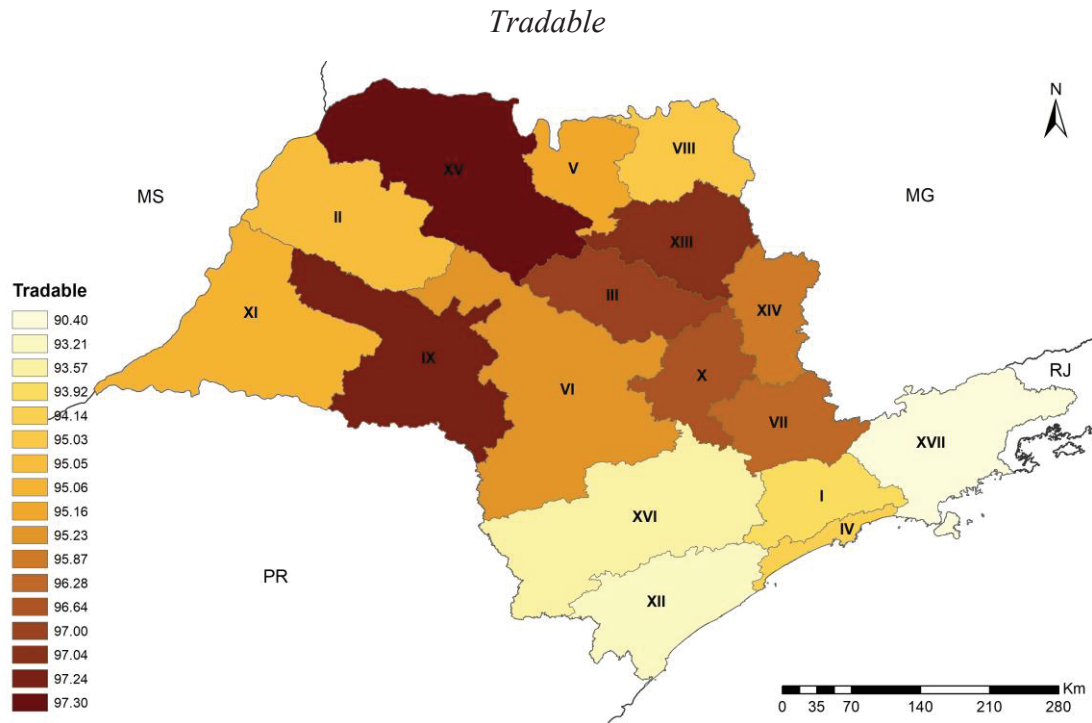 Tradable
N
MS
MG
RJ
PR
XV
V
VIII
II
XIII
XI
III
XIV
IX
X
VI
VII
XVII
I
XVI
IV
XII
Tradable
90.40
93.21
93.57
93.92
94.14
95.03
95.05
95.06
95.16
95.23
95.87
96.28
96.64
97.00
97.04
97.24
97.30
Km
0 35 70 140 210 280